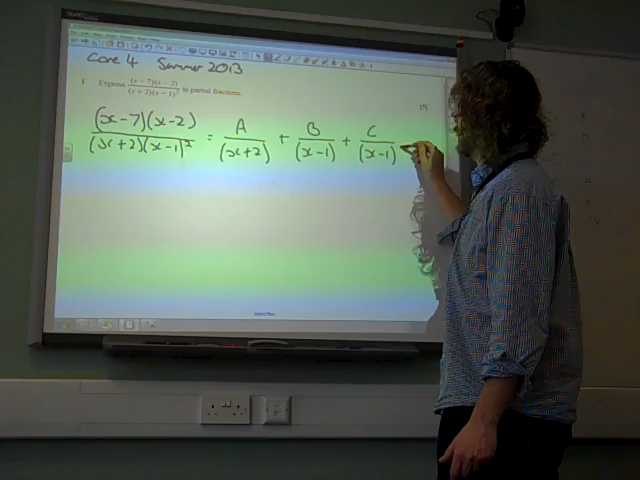 Core 4 Summer 2013
1 Express (x − 7)(x − 2) / (x + 2)(x − 1)² in partial fractions.
(x-7)(x-2) / (x+2)(x-1)² = A / (x+2) + B / (x-1) + C / (x-1)